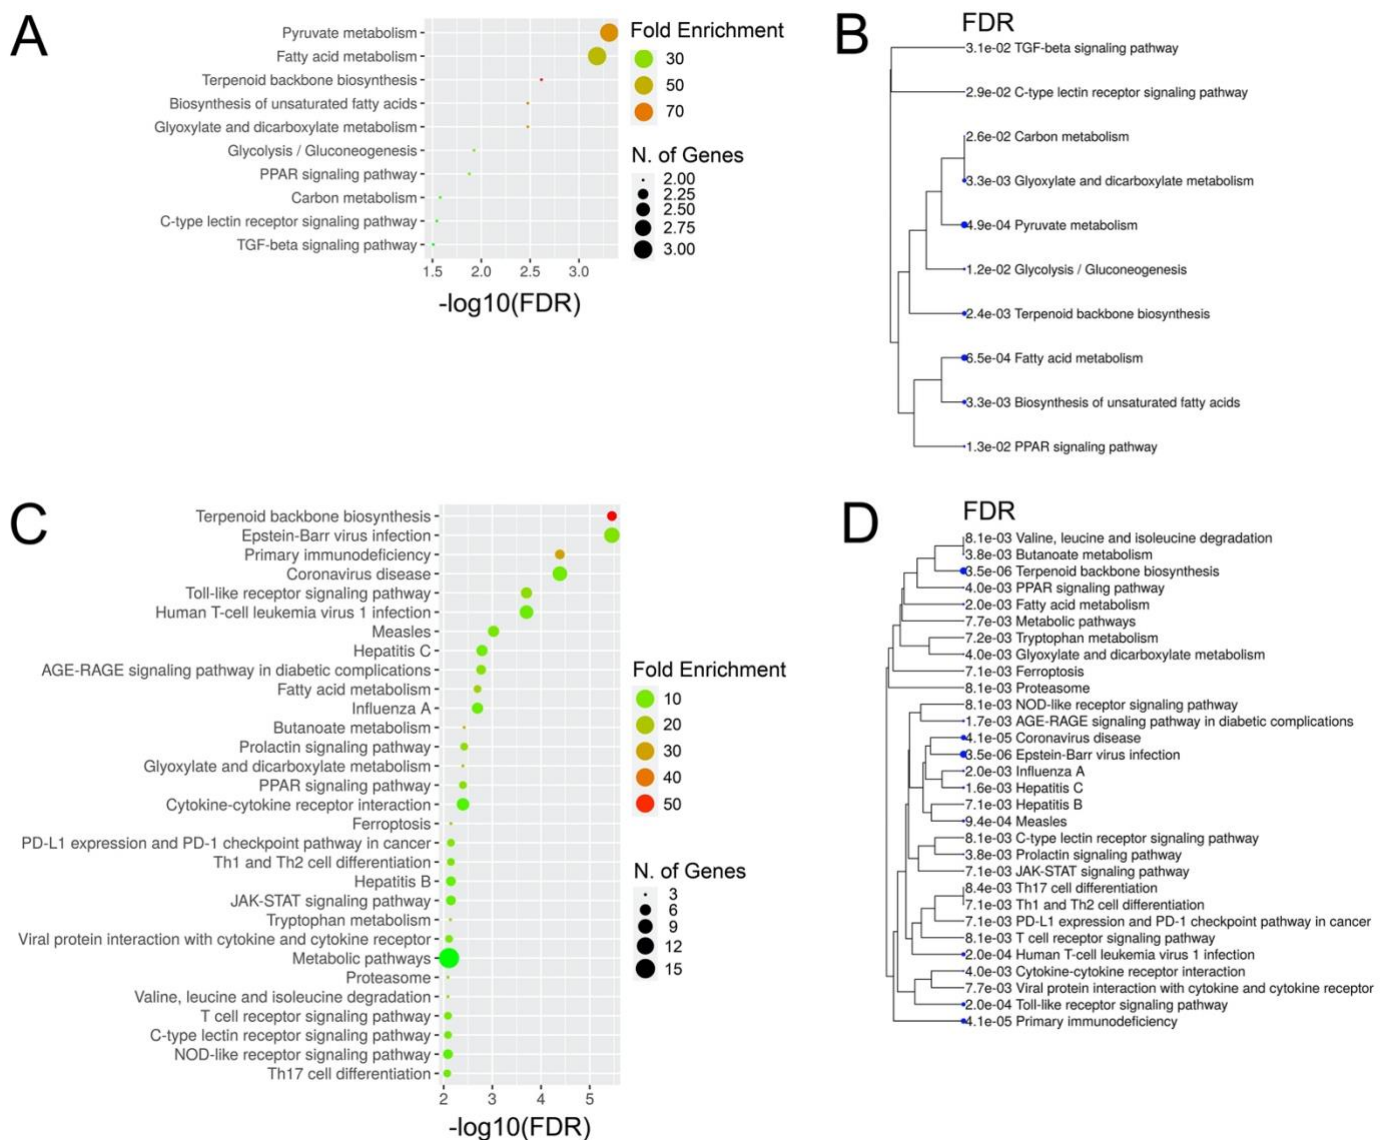 A
Pyruvate metabolism
Fatty acid metabolism
Terpenoid backbone biosynthesis
Biosynthesis of unsaturated fatty acids
Glyoxylate and dicarboxylate metabolism
Glycolysis / Gluconeogenesis
PPAR signaling pathway
Carbon metabolism
C-type lectin receptor signaling pathway
TGF-beta signaling pathway
1.5 2.0 2.5 3.0
-log10(FDR)
Fold Enrichment
30
50
70
N. of Genes
2.00
2.25
2.50
2.75
3.00
B
FDR
3.1e-02 TGF-beta signaling pathway
2.9e-02 C-type lectin receptor signaling pathway
2.6e-02 Carbon metabolism
3.3e-03 Glyoxylate and dicarboxylate metabolism
4.9e-04 Pyruvate metabolism
1.2e-02 Glycolysis / Gluconeogenesis
2.4e-03 Terpenoid backbone biosynthesis
6.5e-04 Fatty acid metabolism
3.3e-03 Biosynthesis of unsaturated fatty acids
1.3e-02 PPAR signaling pathway
C
Terpenoid backbone biosynthesis
Epstein-Barr virus infection
Primary immunodeficiency
Coronavirus disease
Toll-like receptor signaling pathway
Human T-cell leukemia virus 1 infection
Measles
Hepatitis C
AGE-RAGE signaling pathway in diabetic complications
Fatty acid metabolism
Influenza A
Butanoate metabolism
Prolactin signaling pathway
Glyoxylate and dicarboxylate metabolism
PPAR signaling pathway
Cytokine-cytokine receptor interaction
Ferroptosis
PD-L1 expression and PD-1 checkpoint pathway in cancer
Th1 and Th2 cell differentiation
Hepatitis B
JAK-STAT signaling pathway
Tryptophan metabolism
Viral protein interaction with cytokine and cytokine receptor
Metabolic pathways
Proteasome
Valine, leucine and isoleucine degradation
T cell receptor signaling pathway
C-type lectin receptor signaling pathway
NOD-like receptor signaling pathway
Th17 cell differentiation
2 3 4 5
-log10(FDR)
Fold Enrichment
10
20
30
40
50
N. of Genes
3
6
9
12
15
D
FDR
8.1e-03 Valine, leucine and isoleucine degradation
3.8e-03 Butanoate metabolism
3.5e-06 Terpenoid backbone biosynthesis
4.0e-03 PPAR signaling pathway
2.0e-03 Fatty acid metabolism
7.7e-03 Metabolic pathways
7.2e-03 Tryptophan metabolism
4.0e-03 Glyoxylate and dicarboxylate metabolism
7.1e-03 Ferroptosis
8.1e-03 Proteasome
8.1e-03 NOD-like receptor signaling pathway
1.7e-03 AGE-RAGE signaling pathway in diabetic complications
4.1e-05 Coronavirus disease
3.5e-06 Epstein-Barr virus infection
2.0e-03 Influenza A
1.6e-03 Hepatitis C
7.1e-03 Hepatitis B
9.4e-04 Measles
8.1e-03 C-type lectin receptor signaling pathway
3.8e-03 Prolactin signaling pathway
7.1e-03 JAK-STAT signaling pathway
8.4e-03 Th17 cell differentiation
7.1e-03 Th1 and Th2 cell differentiation
7.1e-03 PD-L1 expression and PD-1 checkpoint pathway in cancer
8.1e-03 T cell receptor signaling pathway
2.0e-04 Human T-cell leukemia virus 1 infection
4.0e-03 Cytokine-cytokine receptor interaction
7.7e-03 Viral protein interaction with cytokine and cytokine receptor
2.0e-04 Toll-like receptor signaling pathway
4.1e-05 Primary immunodeficiency